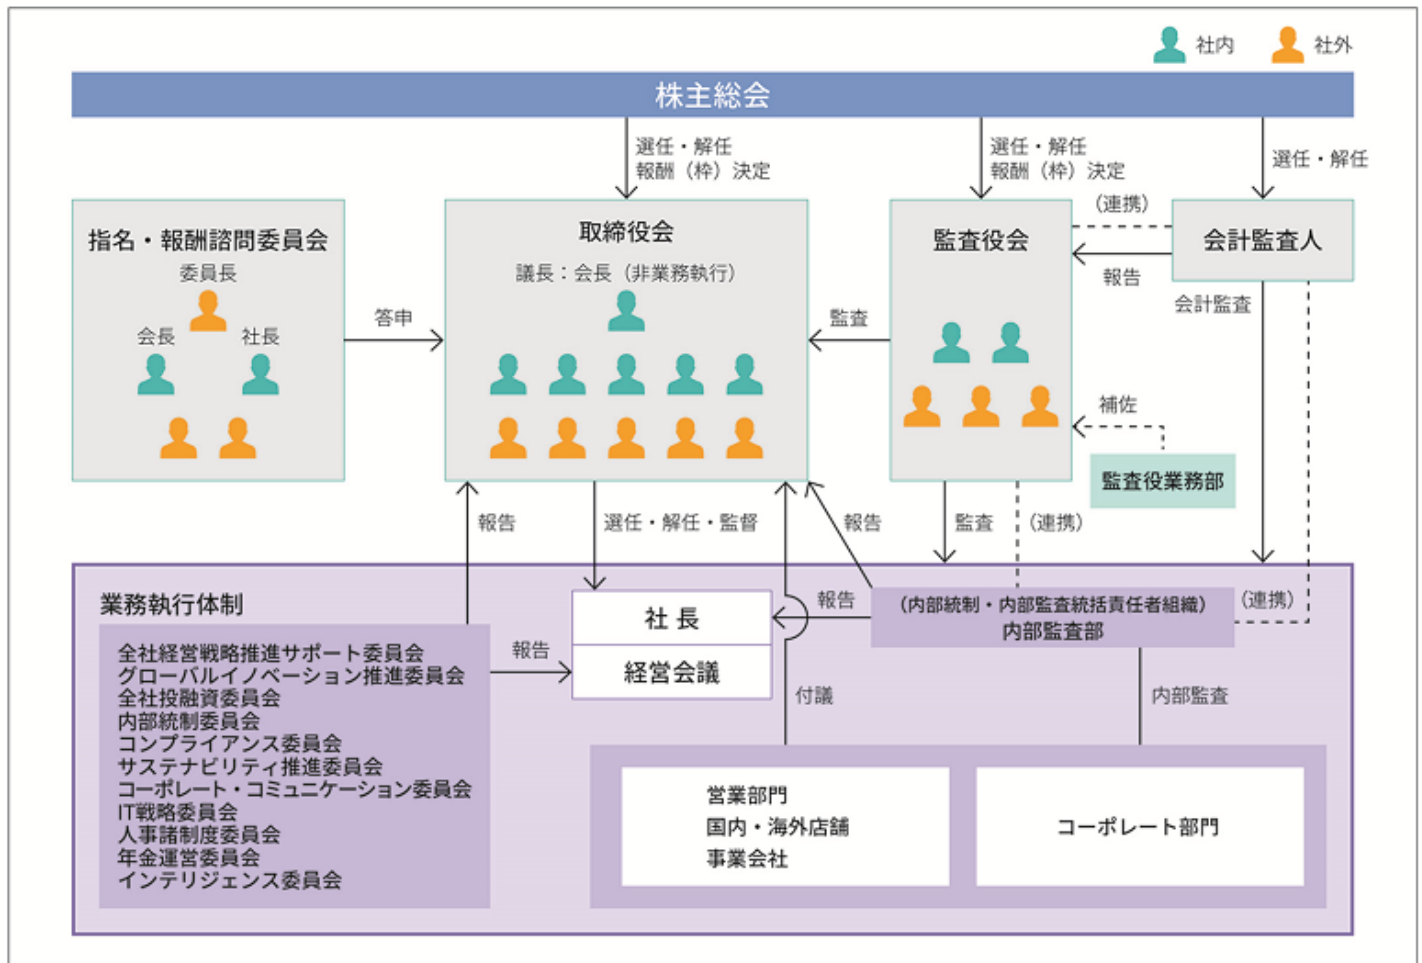 社内
社外
株主総会
選任・解任
報酬（枠）決定
選任・解任
報酬（枠）決定
選任・解任
指名・報酬諮問委員会
委員長
会長
社長
答申
取締役会
議長：会長（非業務執行）
監査
監査役会
（連携）
報告
会計監査人
会計監査
補佐
監査役業務部
報告
選任・解任・監督
報告
監査
（連携）
業務執行体制
全社経営戦略推進サポート委員会
グローバルイノベーション推進委員会
全社投融資委員会
内部統制委員会
コンプライアンス委員会
サステナビリティ推進委員会
コーポレート・コミュニケーション委員会
IT戦略委員会
人事諸制度委員会
年金運営委員会
インテリジェンス委員会
報告
社長
経営会議
報告
（内部統制・内部監査統括責任者組織）
内部監査部
（連携）
付議
内部監査
営業部門
国内・海外店舗
事業会社
コーポレート部門